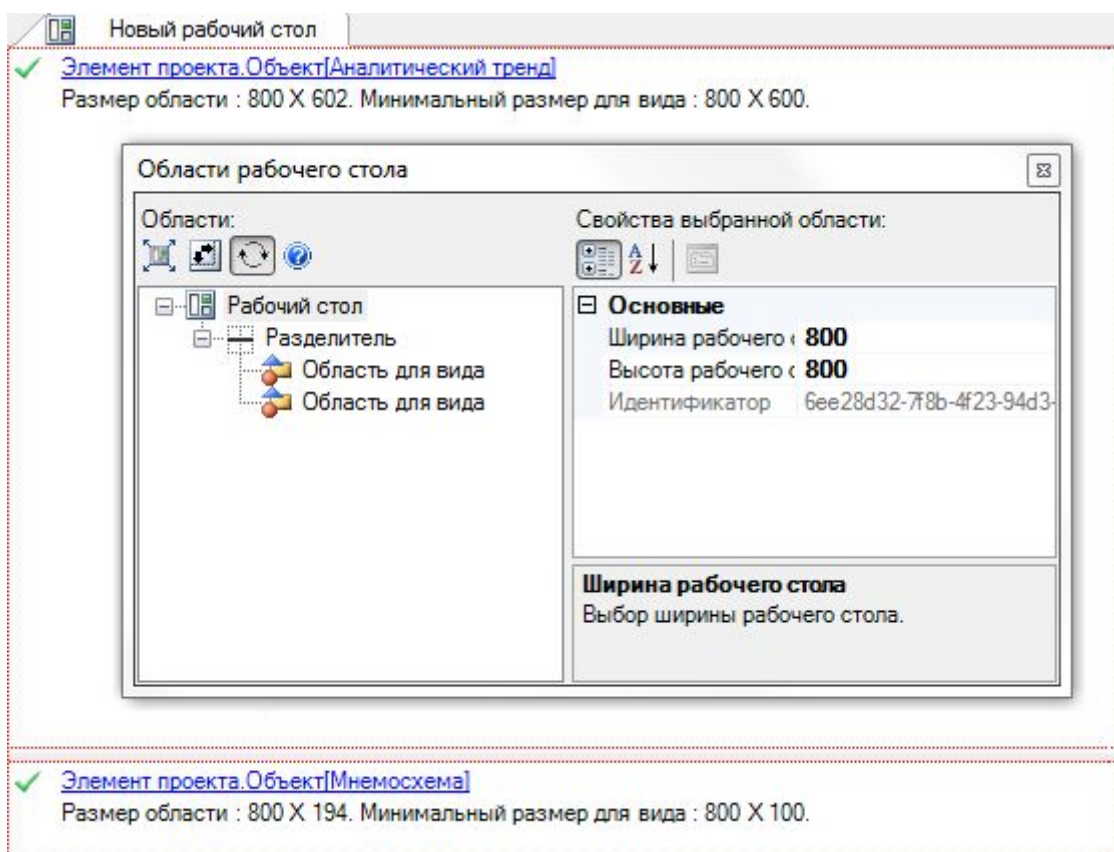 Новый рабочий стол
Элемент проекта.Объект[Аналитический тренд]
Размер области : 800 X 602. Минимальный размер для вида : 800 X 600.
Области рабочего стола
Области:
Рабочий стол
Разделитель
Область для вида
Область для вида
Свойства выбранной области:
Основные
Ширина рабочего с 800
Высота рабочего с 800
Идентификатор 6ee28d32-7f8b-4f23-94d3-
Ширина рабочего стола
Выбор ширины рабочего стола.
Элемент проекта.Объект[Мнемосхема]
Размер области : 800 X 194. Минимальный размер для вида : 800 X 100.